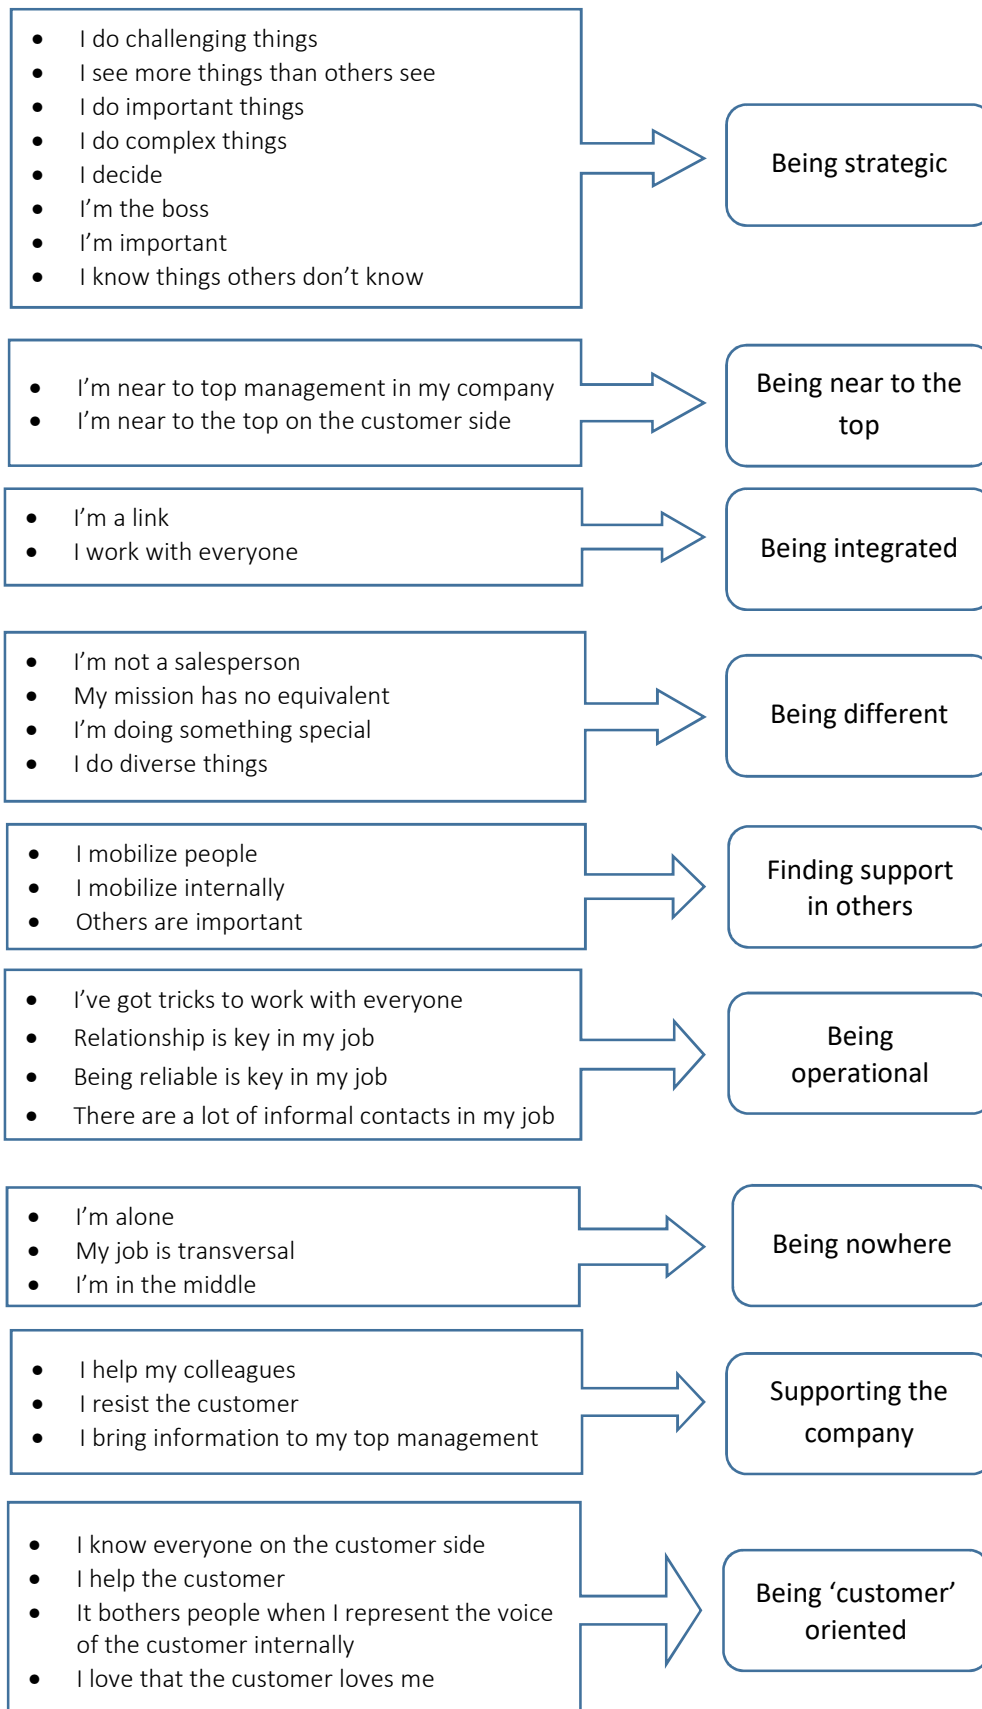 • I do challenging things
• I see more things than others see
• I do important things
• I do complex things
• I decide
• I'm the boss
• I'm important
• I know things others don't know
Being strategic
• I'm near to top management in my company
• I'm near to the top on the customer side
Being near to the
top
• I'm a link
• I work with everyone
Being integrated
• I'm not a salesperson
• My mission has no equivalent
• I'm doing something special
• I do diverse things
Being different
• I mobilize people
• I mobilize internally
• Others are important
Finding support
in others
• I've got tricks to work with everyone
• Relationship is key in my job
• Being reliable is key in my job
• There are a lot of informal contacts in my job
Being
operational
• I'm alone
• My job is transversal
• I'm in the middle
Being nowhere
• I help my colleagues
• I resist the customer
• I bring information to my top management
Supporting the
company
• I know everyone on the customer side
• I help the customer
• It bothers people when I represent the voice
of the customer internally
• I love that the customer loves me
Being ‘customer’
oriented